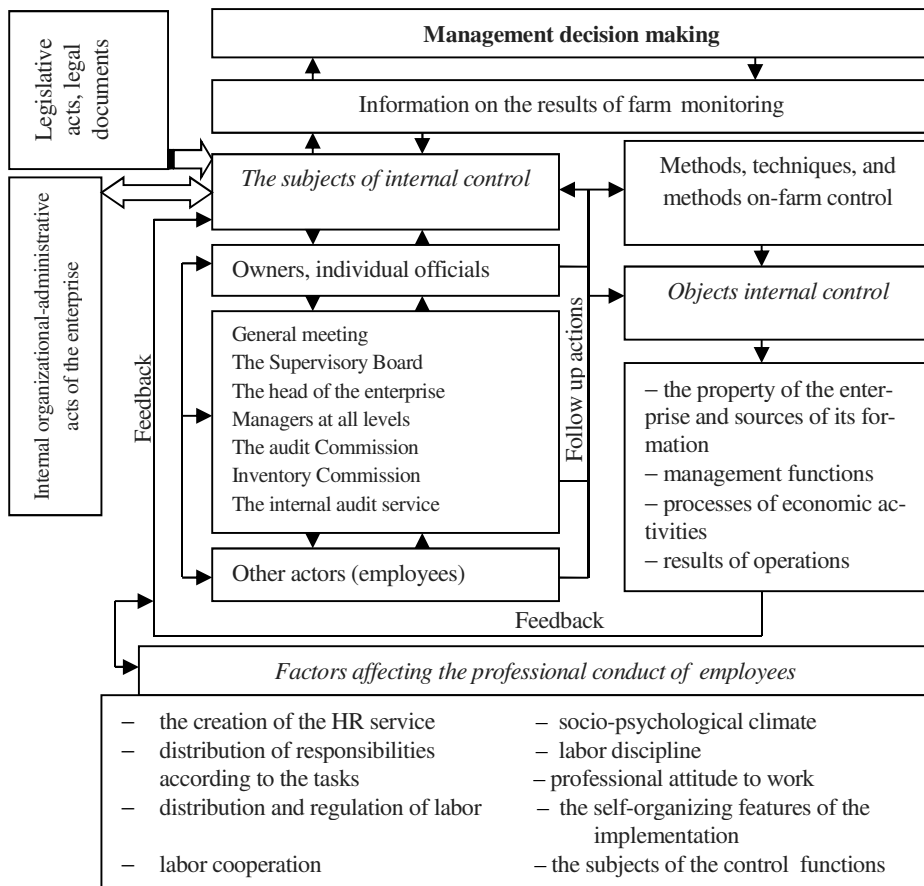 Legislative
acts, legal
documents
Management decision making
Information on the results of farm monitoring
Internal organizational-administrative
acts of the enterprise
The subjects of internal control
Methods, techniques, and
methods on-farm control
Owners, individual officials
Objects internal control
Feedback
General meeting
The Supervisory Board
The head of the enterprise
Managers at all levels
The audit Commission
Inventory Commission
The internal audit service
Follow up actions
– the property of the enter-
prise and sources of its for-
mation
– management functions
– processes of economic ac-
tivities
– results of operations
Other actors (employees)
Feedback
Factors affecting the professional conduct of employees
– the creation of the HR service
– distribution of responsibilities
according to the tasks
– distribution and regulation of labor
– labor cooperation
– socio-psychological climate
– labor discipline
– professional attitude to work
– the self-organizing features of the
implementation
– the subjects of the control functions